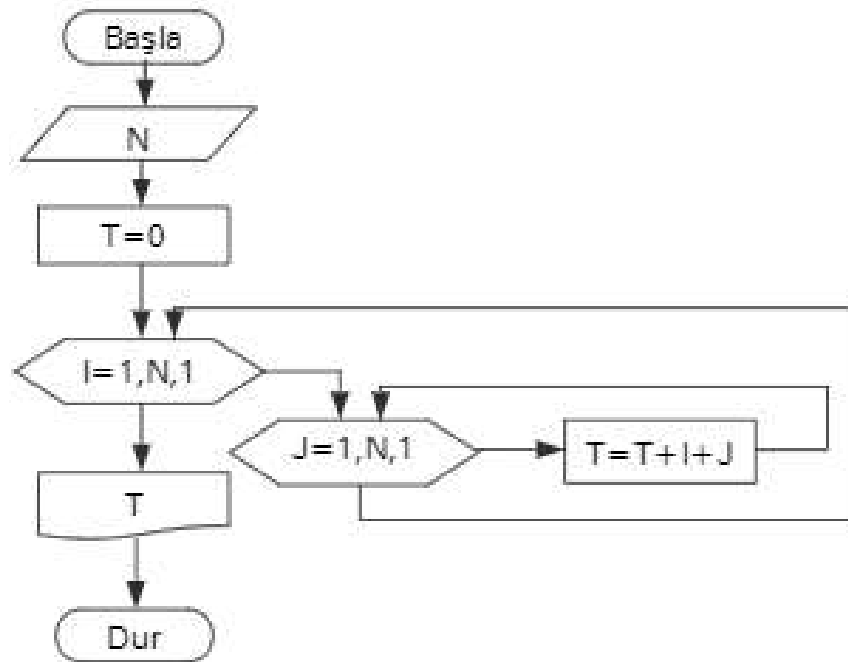 Başla
N
T=0
I=1,N,1
J=1,N,1
T=T+I+J
T
Dur